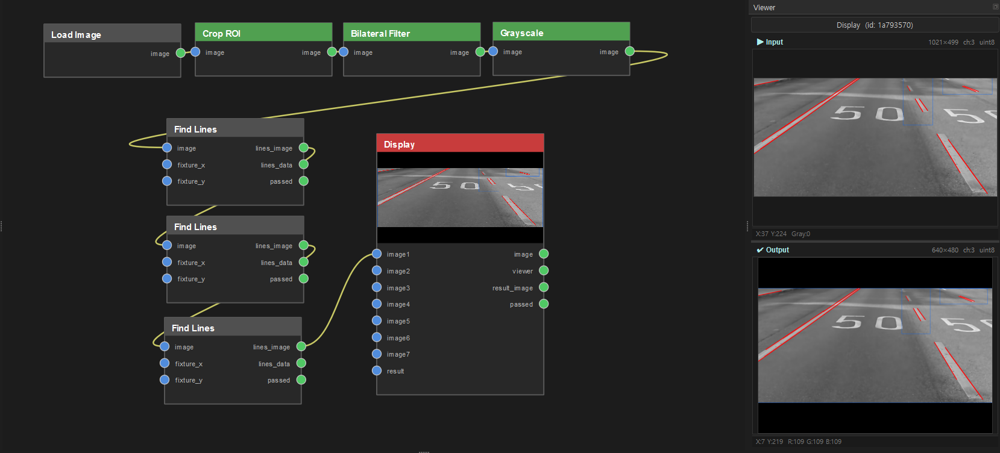 Viewer
Display (id: 1a793570)
Load Image
image
Crop ROI
image image
Bilateral Filter
image image
Grayscale
image image
Find Lines
image lines_image
fixture_x lines_data
fixture_y passed
Find Lines
image lines_image
fixture_x lines_data
fixture_y passed
Find Lines
image lines_image
fixture_x lines_data
fixture_y passed
Display
50 50
image1 image
image2 viewer
image3 result_image
image4 passed
image5
image6
image7
result
Input 1021×499 ch:3 uint8
50 50
X:37 Y:224 Gray:0
Output 640×480 ch:3 uint8
50 50
X:7 Y:219 R:109 G:109 B:109